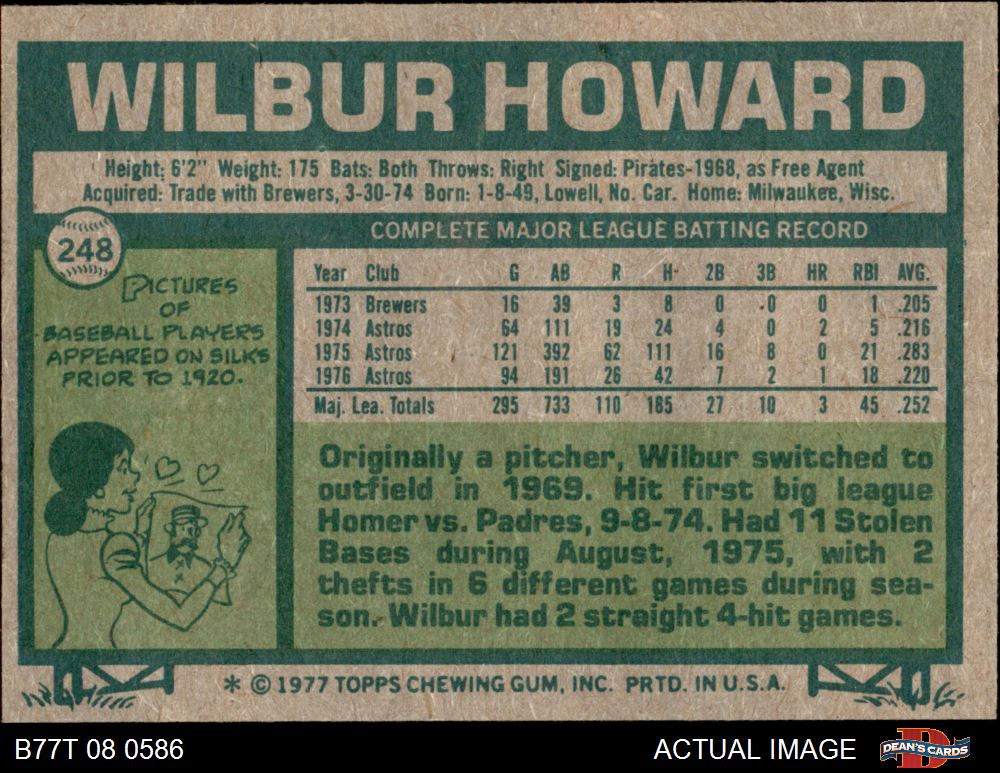 WILBUR HOWARD
Height: 6'2" Weight: 175 Bats: Both Throws: Right Signed: Pirates-1968, as Free Agent
Acquired: Trade with Brewers, 3-30-74 Born: 1-8-49, Lowell, No. Car. Home: Milwaukee, Wisc.
248
COMPLETE MAJOR LEAGUE BATTING RECORD
PICTURES
OF
BASEBALL PLAYERS
APPEARED ON SILKS
PRIOR TO 1920.
Year Club G AB R H 2B 3B HR RBI AVG.
1973 Brewers 16 39 3 8 0 0 0 1 .205
1974 Astros 64 111 19 24 4 0 2 5 .216
1975 Astros 121 392 62 111 16 8 0 21 .283
1976 Astros 94 191 26 42 7 2 1 18 .220
Maj. Lea. Totals 295 733 110 185 27 10 3 45 .252
Originally a pitcher, Wilbur switched to
outfield in 1969. Hit first big league
Homer vs. Padres, 9-8-74. Had 11 Stolen
Bases during August, 1975, with 2
thefts in 6 different games during sea-
son. Wilbur had 2 straight 4-hit games.
* © 1977 TOPPS CHEWING GUM, INC. PRTD. IN U.S.A.
B77T 08 0586
ACTUAL IMAGE
B
DEAN'S CARDS